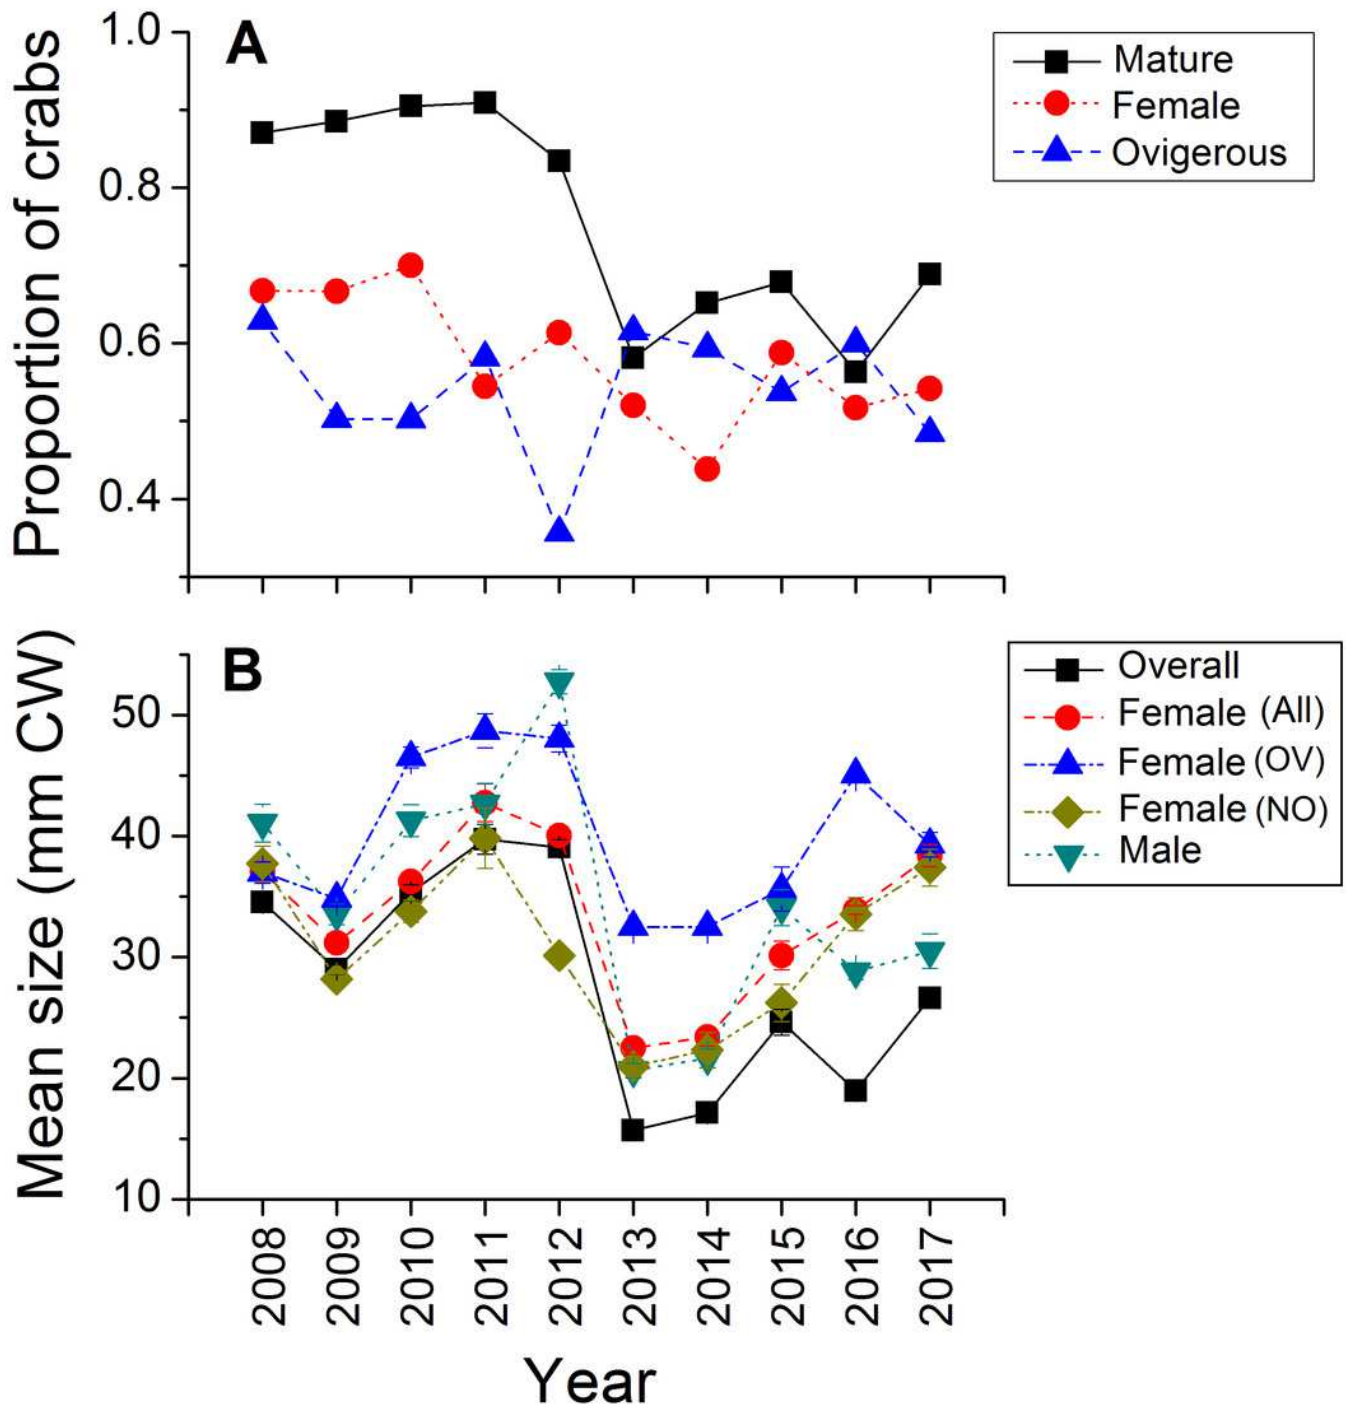 A
Proportion of crabs
1.0
0.8
0.6
0.4
Mature
Female
Ovigerous
B
Mean size (mm CW)
50
40
30
20
10
Overall
Female (All)
Female (OV)
Female (NO)
Male
2008
2009
2010
2011
2012
2013
2014
2015
2016
2017
Year